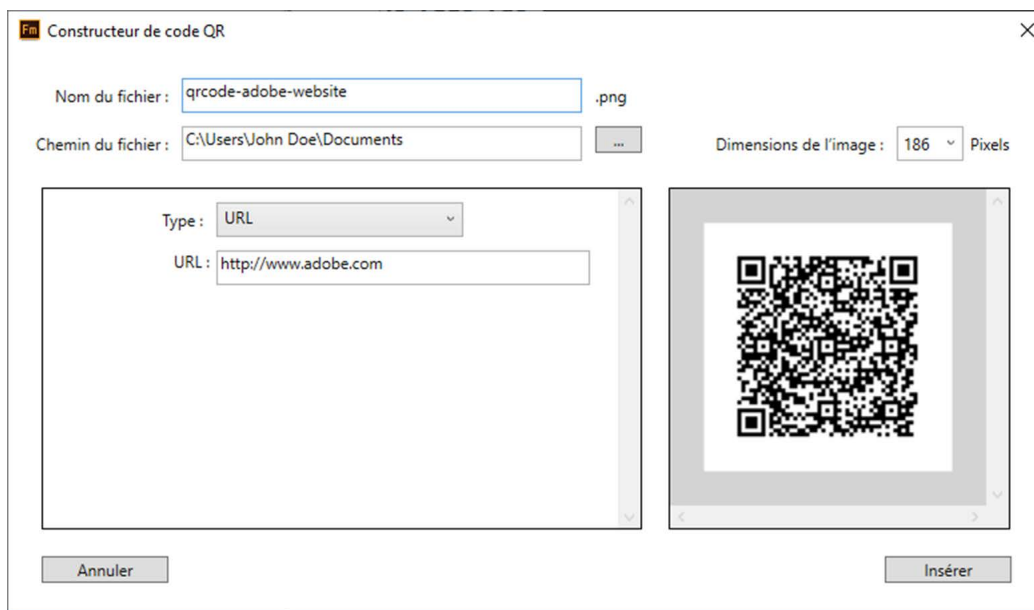 Fm Constructeur de code QR
Nom du fichier : qrcode-adobe-website .png
Chemin du fichier : C:\Users\John Doe\Documents ... Dimensions de l’image : 186 Pixels
Type : URL
URL : http://www.adobe.com
Annuler Insérer